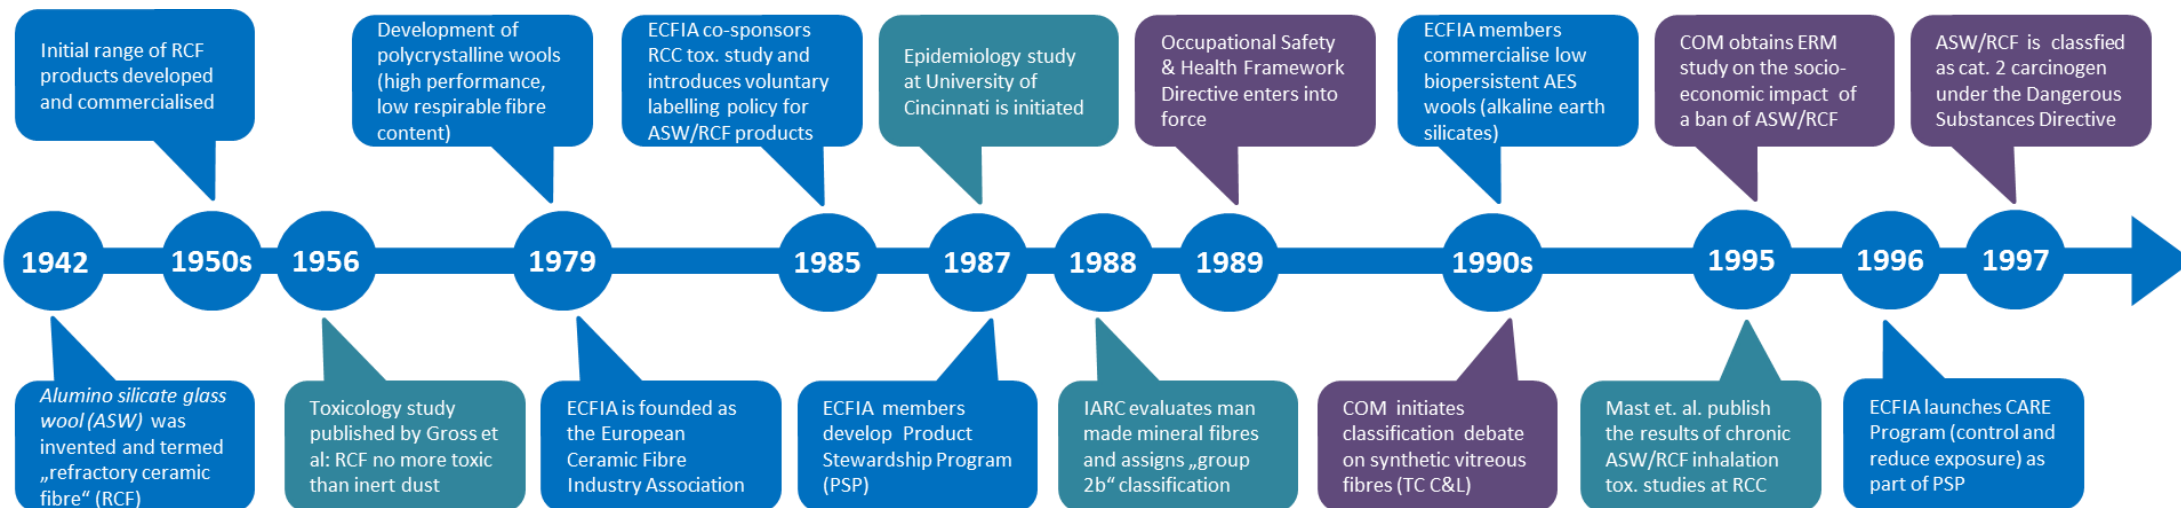 Initial range of RCF
products developed
and commercialised
Development of
polycrystalline wools
(high performance,
low respirable fibre
content)
ECFIA co-sponsors
RCC tox. study and
introduces voluntary
labelling policy for
ASW/RCF products
Epidemiology study
at University of
Cincinnati is initiated
Occupational Safety
& Health Framework
Directive enters into
force
ECFIA members
commercialise low
biopersistent AES
wools (alkaline earth
silicates)
COM obtains ERM
study on the socio-
economic impact of
a ban of ASW/RCF
ASW/RCF is classfied
as cat. 2 carcinogen
under the Dangerous
Substances Directive
1942
1950s
1956
1979
1985
1987
1988
1989
1990s
1995
1996
1997
Alumino silicate glass
wool (ASW) was
invented and termed
„refractory ceramic
fibre“ (RCF)
Toxicology study
published by Gross et
al: RCF no more toxic
than inert dust
ECFIA is founded as
the European
Ceramic Fibre
Industry Association
ECFIA members
develop Product
Stewardship Program
(PSP)
IARC evaluates man
made mineral fibres
and assigns „group
2b“ classification
COM initiates
classification debate
on synthetic vitreous
fibres (TC C&L)
Mast et. al. publish
the results of chronic
ASW/RCF inhalation
tox. studies at RCC
ECFIA launches CARE
Program (control and
reduce exposure) as
part of PSP